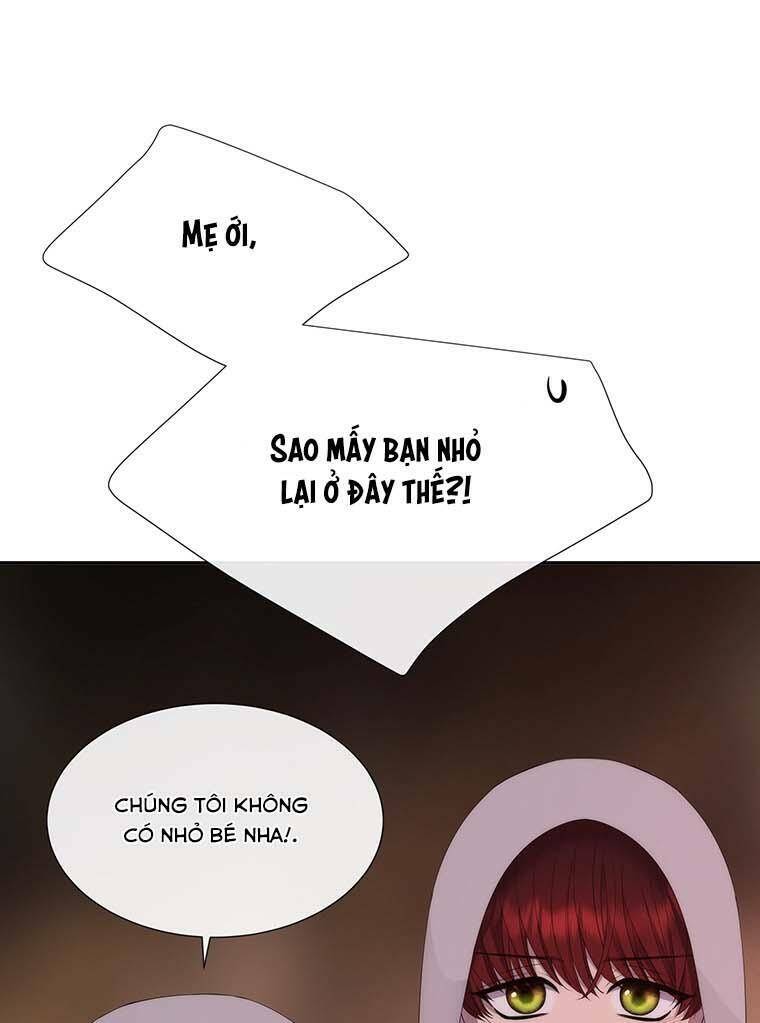 MẸ ỚI,
SAO MẤY BẠN NHỎ
LẠI Ở ĐÂY THẾ?!
CHÚNG TÔI KHÔNG
CÓ NHỎ BÉ NHA!.